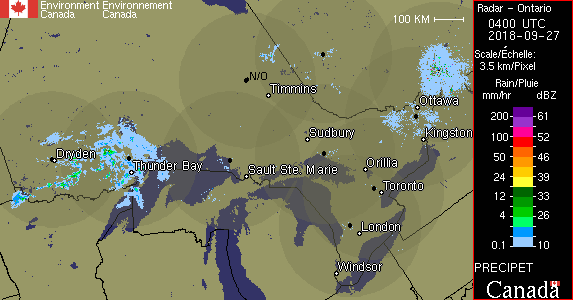 Environment Environnement
Canada Canada
100 KM
N/O
Timmins
Ottawa
Sudbury
Kingston
Dryden
Thunder Bay
Sault Ste. Marie
Orillia
Toronto
London
Windsor
Radar - Ontario
0400 UTC
2018-09-27
Scale/Échelle:
3.5 km/Pixel
Rain/Pluie
mm/hr dBZ
200 61
100 52
50 46
24 39
12 33
4 26
0.1 10
PRECIPET
Canada